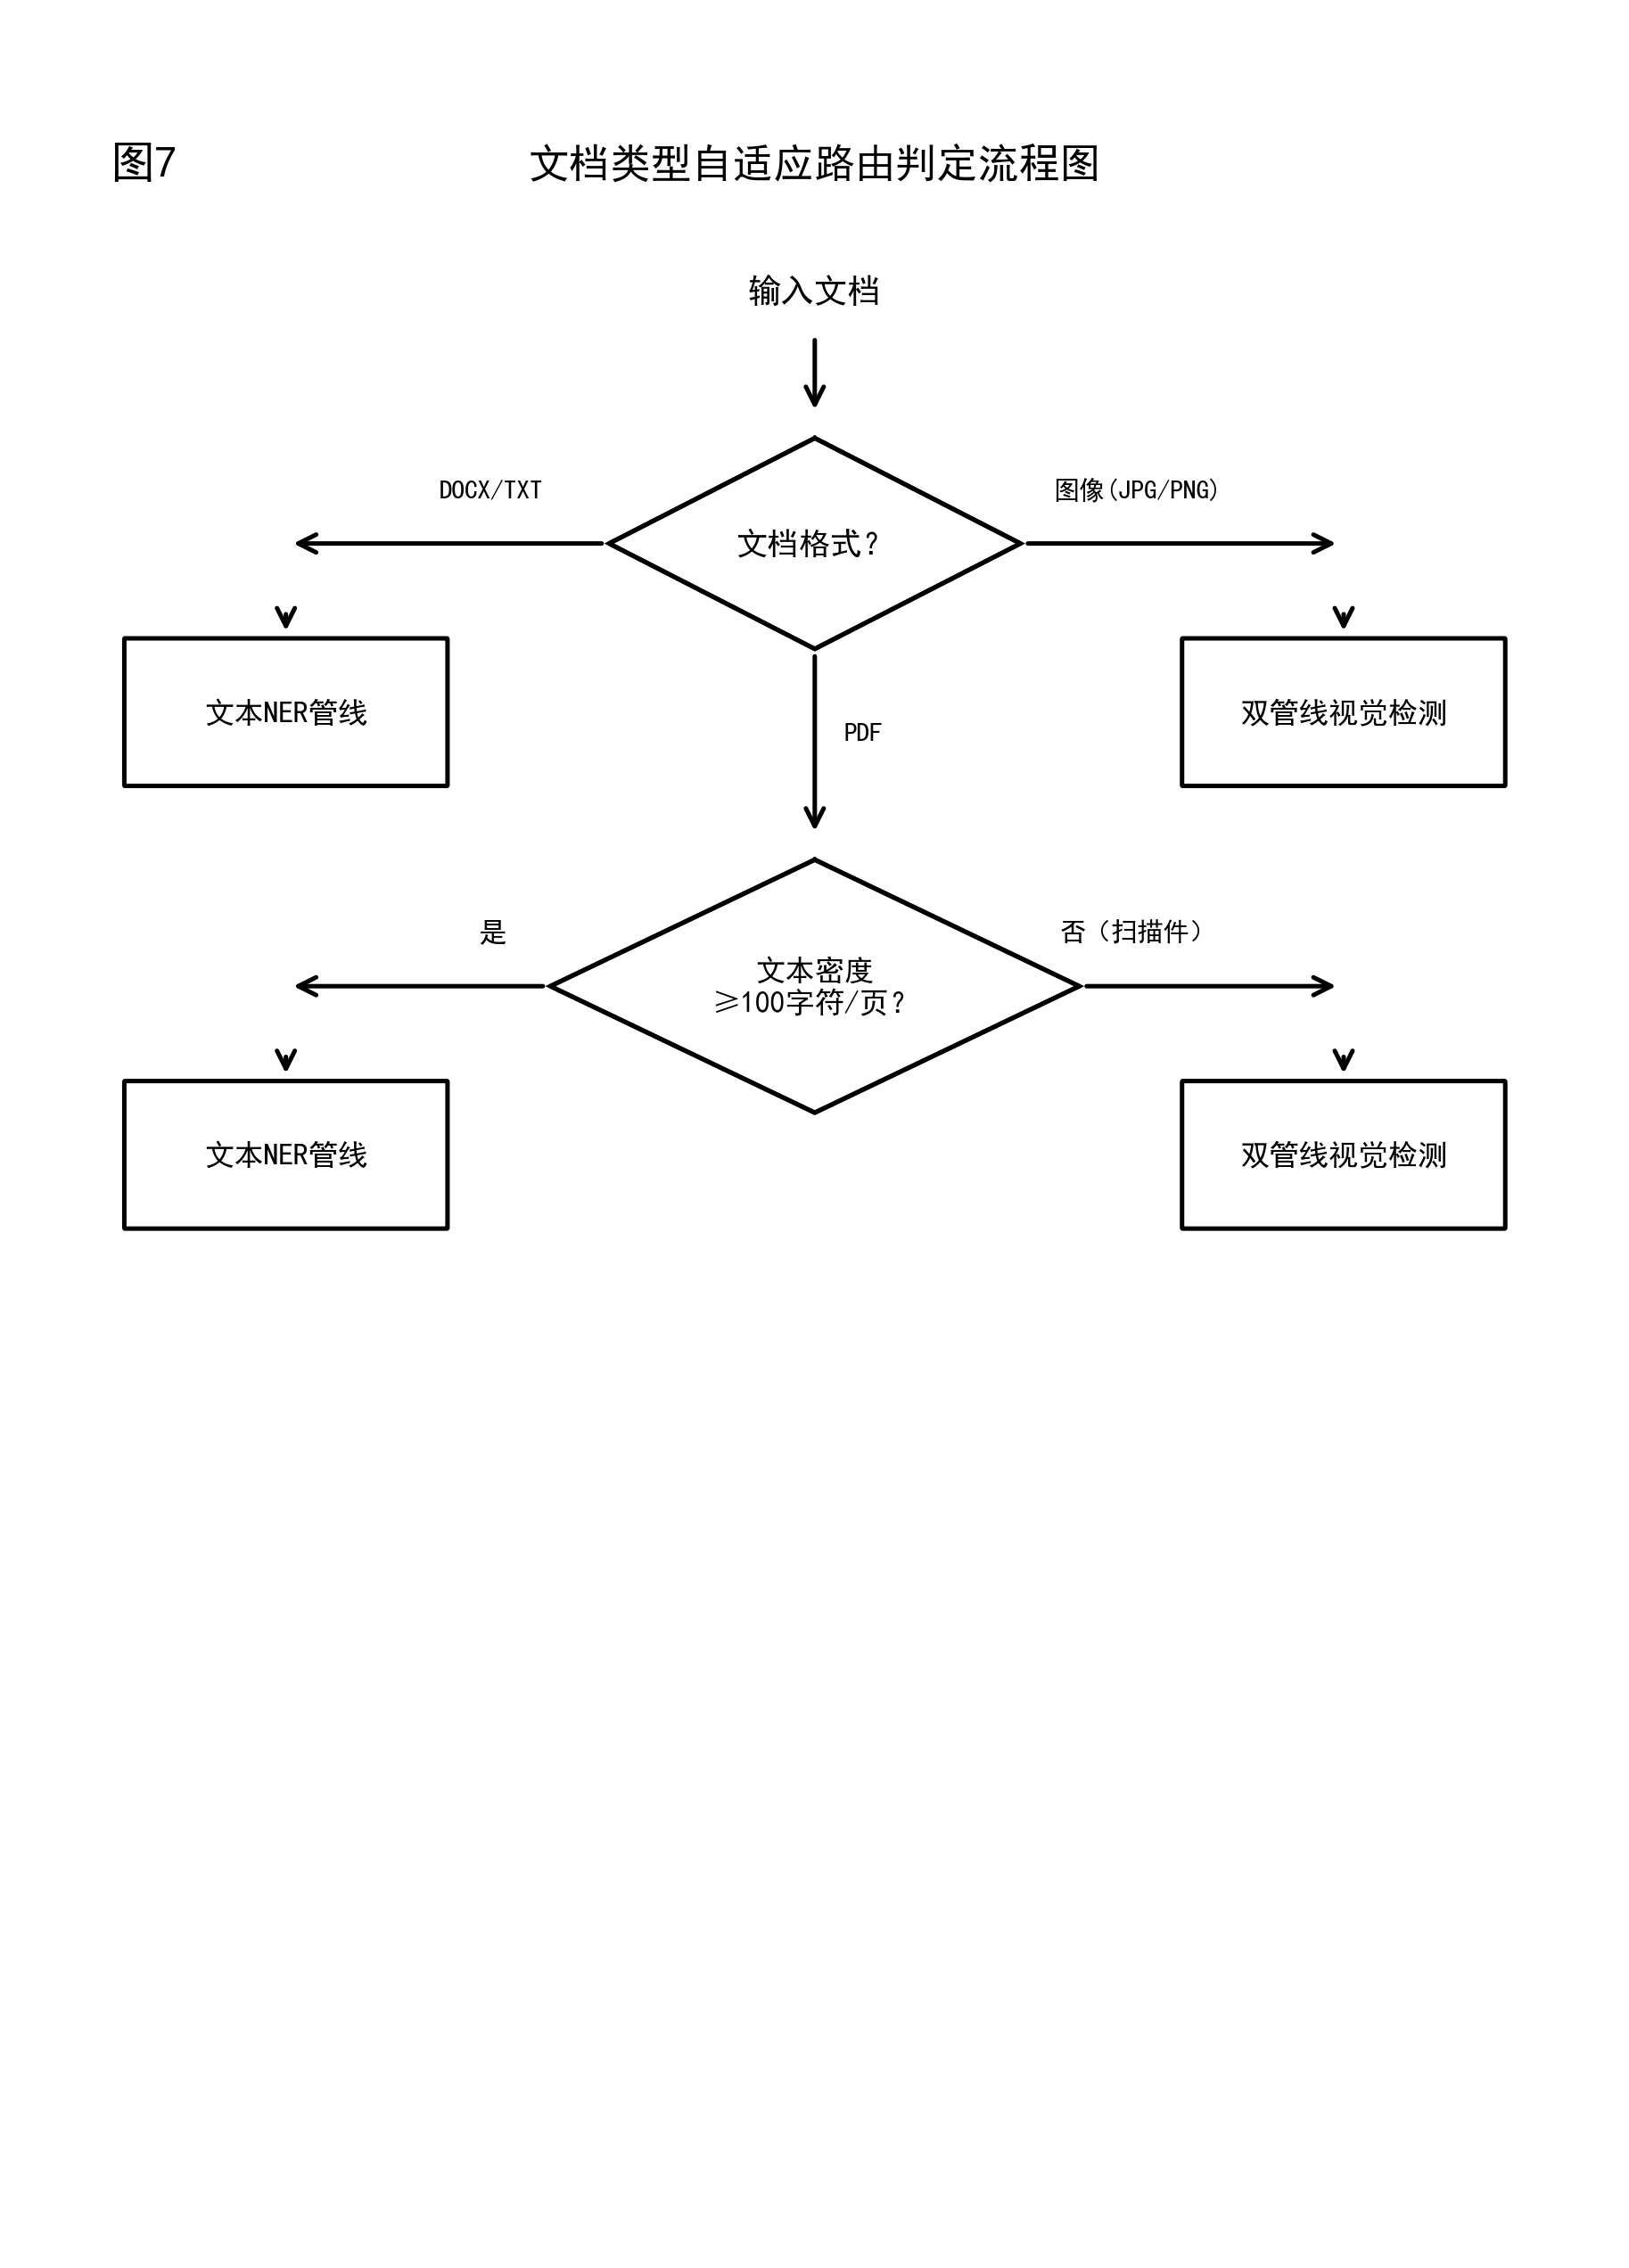 图7
文档类型自适应路由判定流程图
输入文档
DOCX/TXT
图像(JPG/PNG)
文档格式?
文本NER管线
双管线视觉检测
PDF
是
否（扫描件）
文本密度
≥100字符/页?
文本NER管线
双管线视觉检测